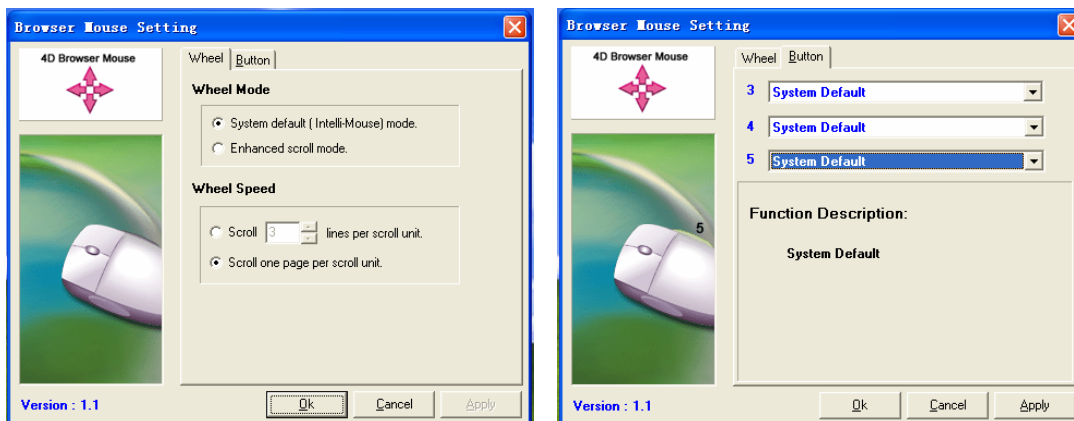 Browser Mouse Setting
4D Browser Mouse
Wheel
Button
Wheel Mode
System default ( Intelli-Mouse) mode.
Enhanced scroll mode.
Wheel Speed
Scroll 3 lines per scroll unit.
Scroll one page per scroll unit.
Version : 1.1
Ok
Cancel
Apply
Browser Mouse Setting
4D Browser Mouse
Wheel
Button
3 System Default
4 System Default
5 System Default
5
Function Description:
System Default
Version : 1.1
Ok
Cancel
Apply